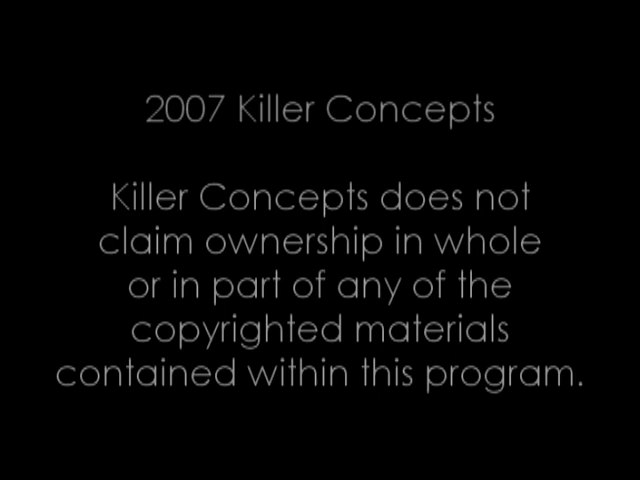 2007 Killer Concepts
Killer Concepts does not
claim ownership in whole
or in part of any of the
copyrighted materials
contained within this program.